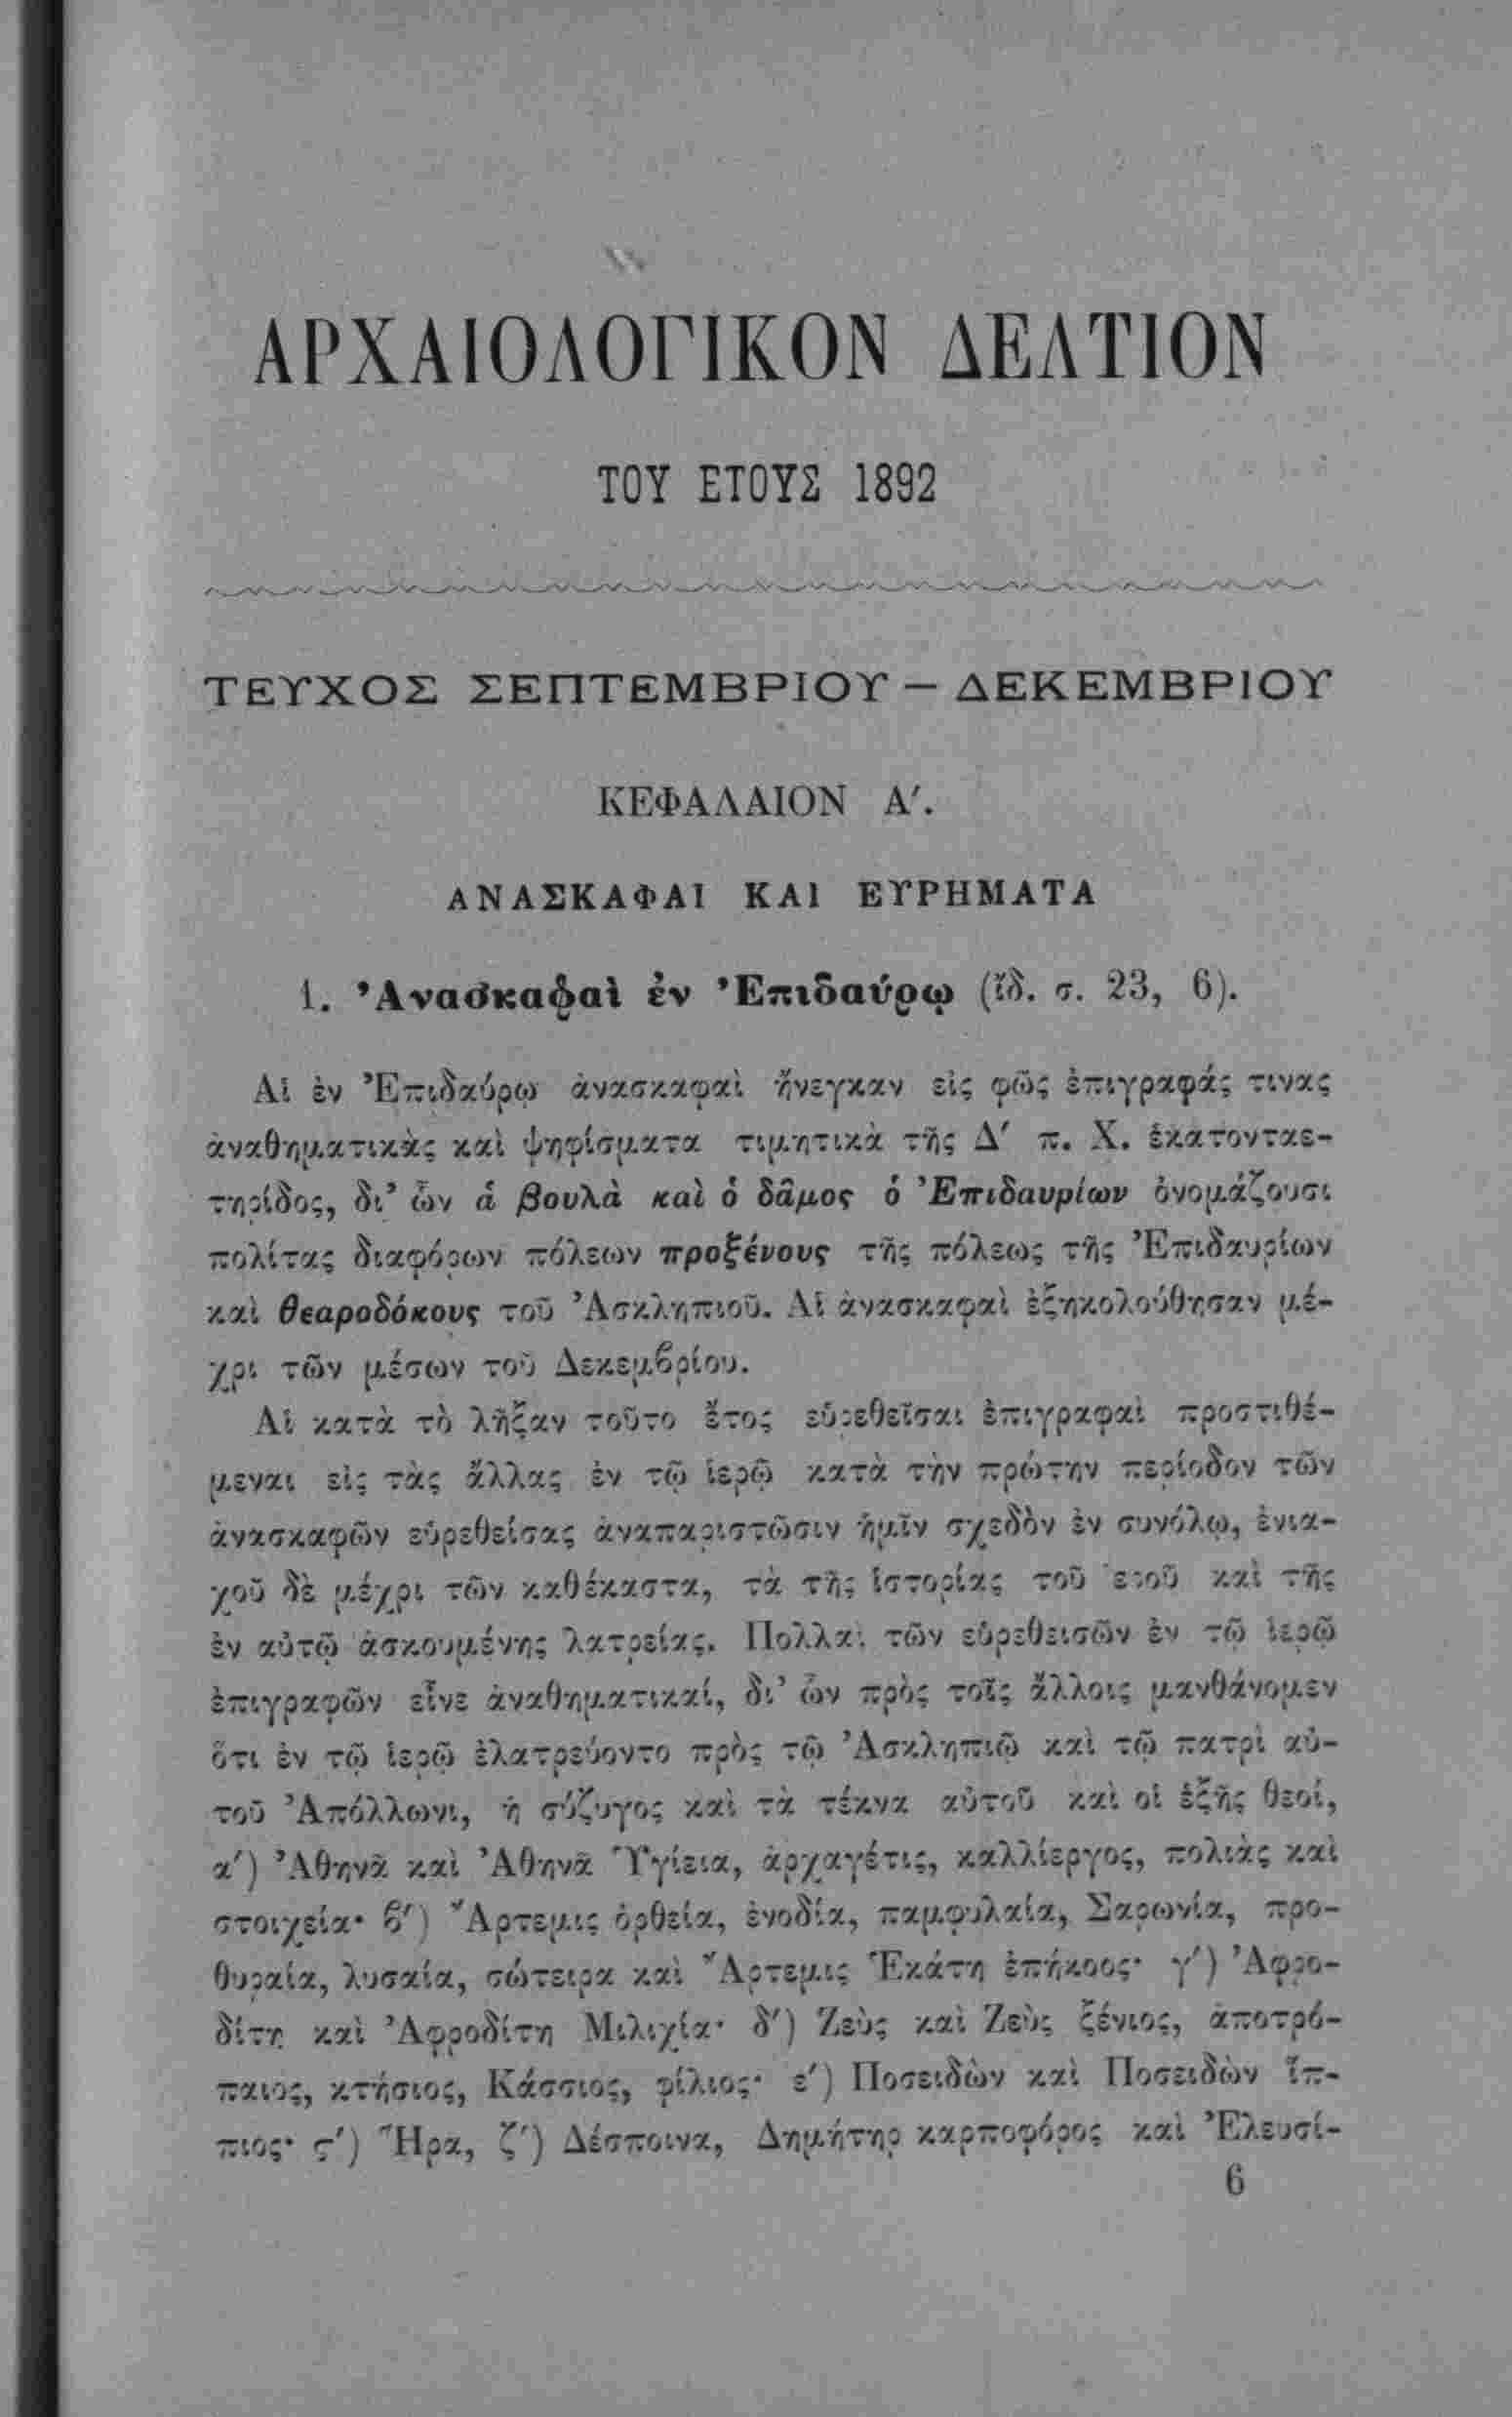 ΑΡΧΑΙΟΛΟΓΙΚΟΝ ΔΕΛΤΙΟΝ
ΤΟΥ ΕΤΟΥΣ 1892
ΤΕΥΧΟΣ ΣΕΠΤΕΜΒΡΙΟΥ – ΔΕΚΕΜΒΡΙΟΥ
ΚΕΦΑΛΑΙΟΝ Α′.
ΑΝΑΣΚΑΦΑΙ ΚΑΙ ΕΥΡΗΜΑΤΑ
1. Ἀνασκαφαὶ ἐν Ἐπιδαύρῳ (ἴδ. σ. 23, 6).
Αἱ ἐν Ἐπιδαύρῳ ἀνασκαφαὶ ἤνεγκαν εἰς φῶς ἐπιγραφάς τινας
ἀναθηματικὰς καὶ ψηφίσματα τιμητικὰ τῆς Δ′ π. Χ. ἑκατονταε-
τηρίδος, δι’ ὧν ἁ βουλὰ καὶ ὁ δᾶμος ὁ Ἐπιδαυρίων ὀνομάζουσι
πολίτας διαφόρων πόλεων προξένους τῆς πόλεως τῆς Ἐπιδαυρίων
καὶ θεαροδόκους τοῦ Ἀσκληπιοῦ. Αἱ ἀνασκαφαὶ ἐξηκολούθησαν μέ-
χρι τῶν μέσων τοῦ Δεκεμβρίου.
Αἱ κατὰ τὸ λῆξαν τοῦτο ἔτος εὑρεθεῖσαι ἐπιγραφαὶ προστιθέ-
μεναι εἰς τὰς ἄλλας ἐν τῷ ἱερῷ κατὰ τὴν πρώτην περίοδον τῶν
ἀνασκαφῶν εὑρεθείσας ἀναπαριστῶσιν ἡμῖν σχεδὸν ἐν συνόλῳ, ἐνια-
χοῦ δὲ μέχρι τῶν καθέκαστα, τὰ τῆς ἱστορίας τοῦ ἱεροῦ καὶ τῆς
ἐν αὐτῷ ἀσκουμένης λατρείας. Πολλαὶ τῶν εὑρεθεισῶν ἐν τῷ ἱερῷ
ἐπιγραφῶν εἶνε ἀναθηματικαί, δι’ ὧν πρὸς τοῖς ἄλλοις μανθάνομεν
ὅτι ἐν τῷ ἱερῷ ἐλατρεύοντο πρὸς τῷ Ἀσκληπιῷ καὶ τῷ πατρὶ αὐ-
τοῦ Ἀπόλλωνι, ἡ σύζυγος καὶ τὰ τέκνα αὐτοῦ καὶ οἱ ἑξῆς θεοί,
α′) Ἀθηνᾶ καὶ Ἀθηνᾶ Ὑγίεια, ἀρχαγέτις, καλλίεργος, πολιὰς καὶ
στοιχεία· β′) Ἄρτεμις ὀρθεία, ἐνοδία, παμφυλαία, Σαρωνία, προ-
θυραία, λυσαία, σώτειρα καὶ Ἄρτεμις Ἑκάτη ἐπήκοος· γ′) Ἀφρο-
δίτη καὶ Ἀφροδίτη Μιλιχία· δ′) Ζεὺς καὶ Ζεὺς ξένιος, ἀποτρό-
παιος, κτήσιος, Κάσσιος, φίλιος· ε′) Ποσειδὼν καὶ Ποσειδὼν ἵπ-
πιος· ϛ′) Ἥρα, ζ′) Δέσποινα, Δημήτηρ καρποφόρος καὶ Ἐλευσί-
6